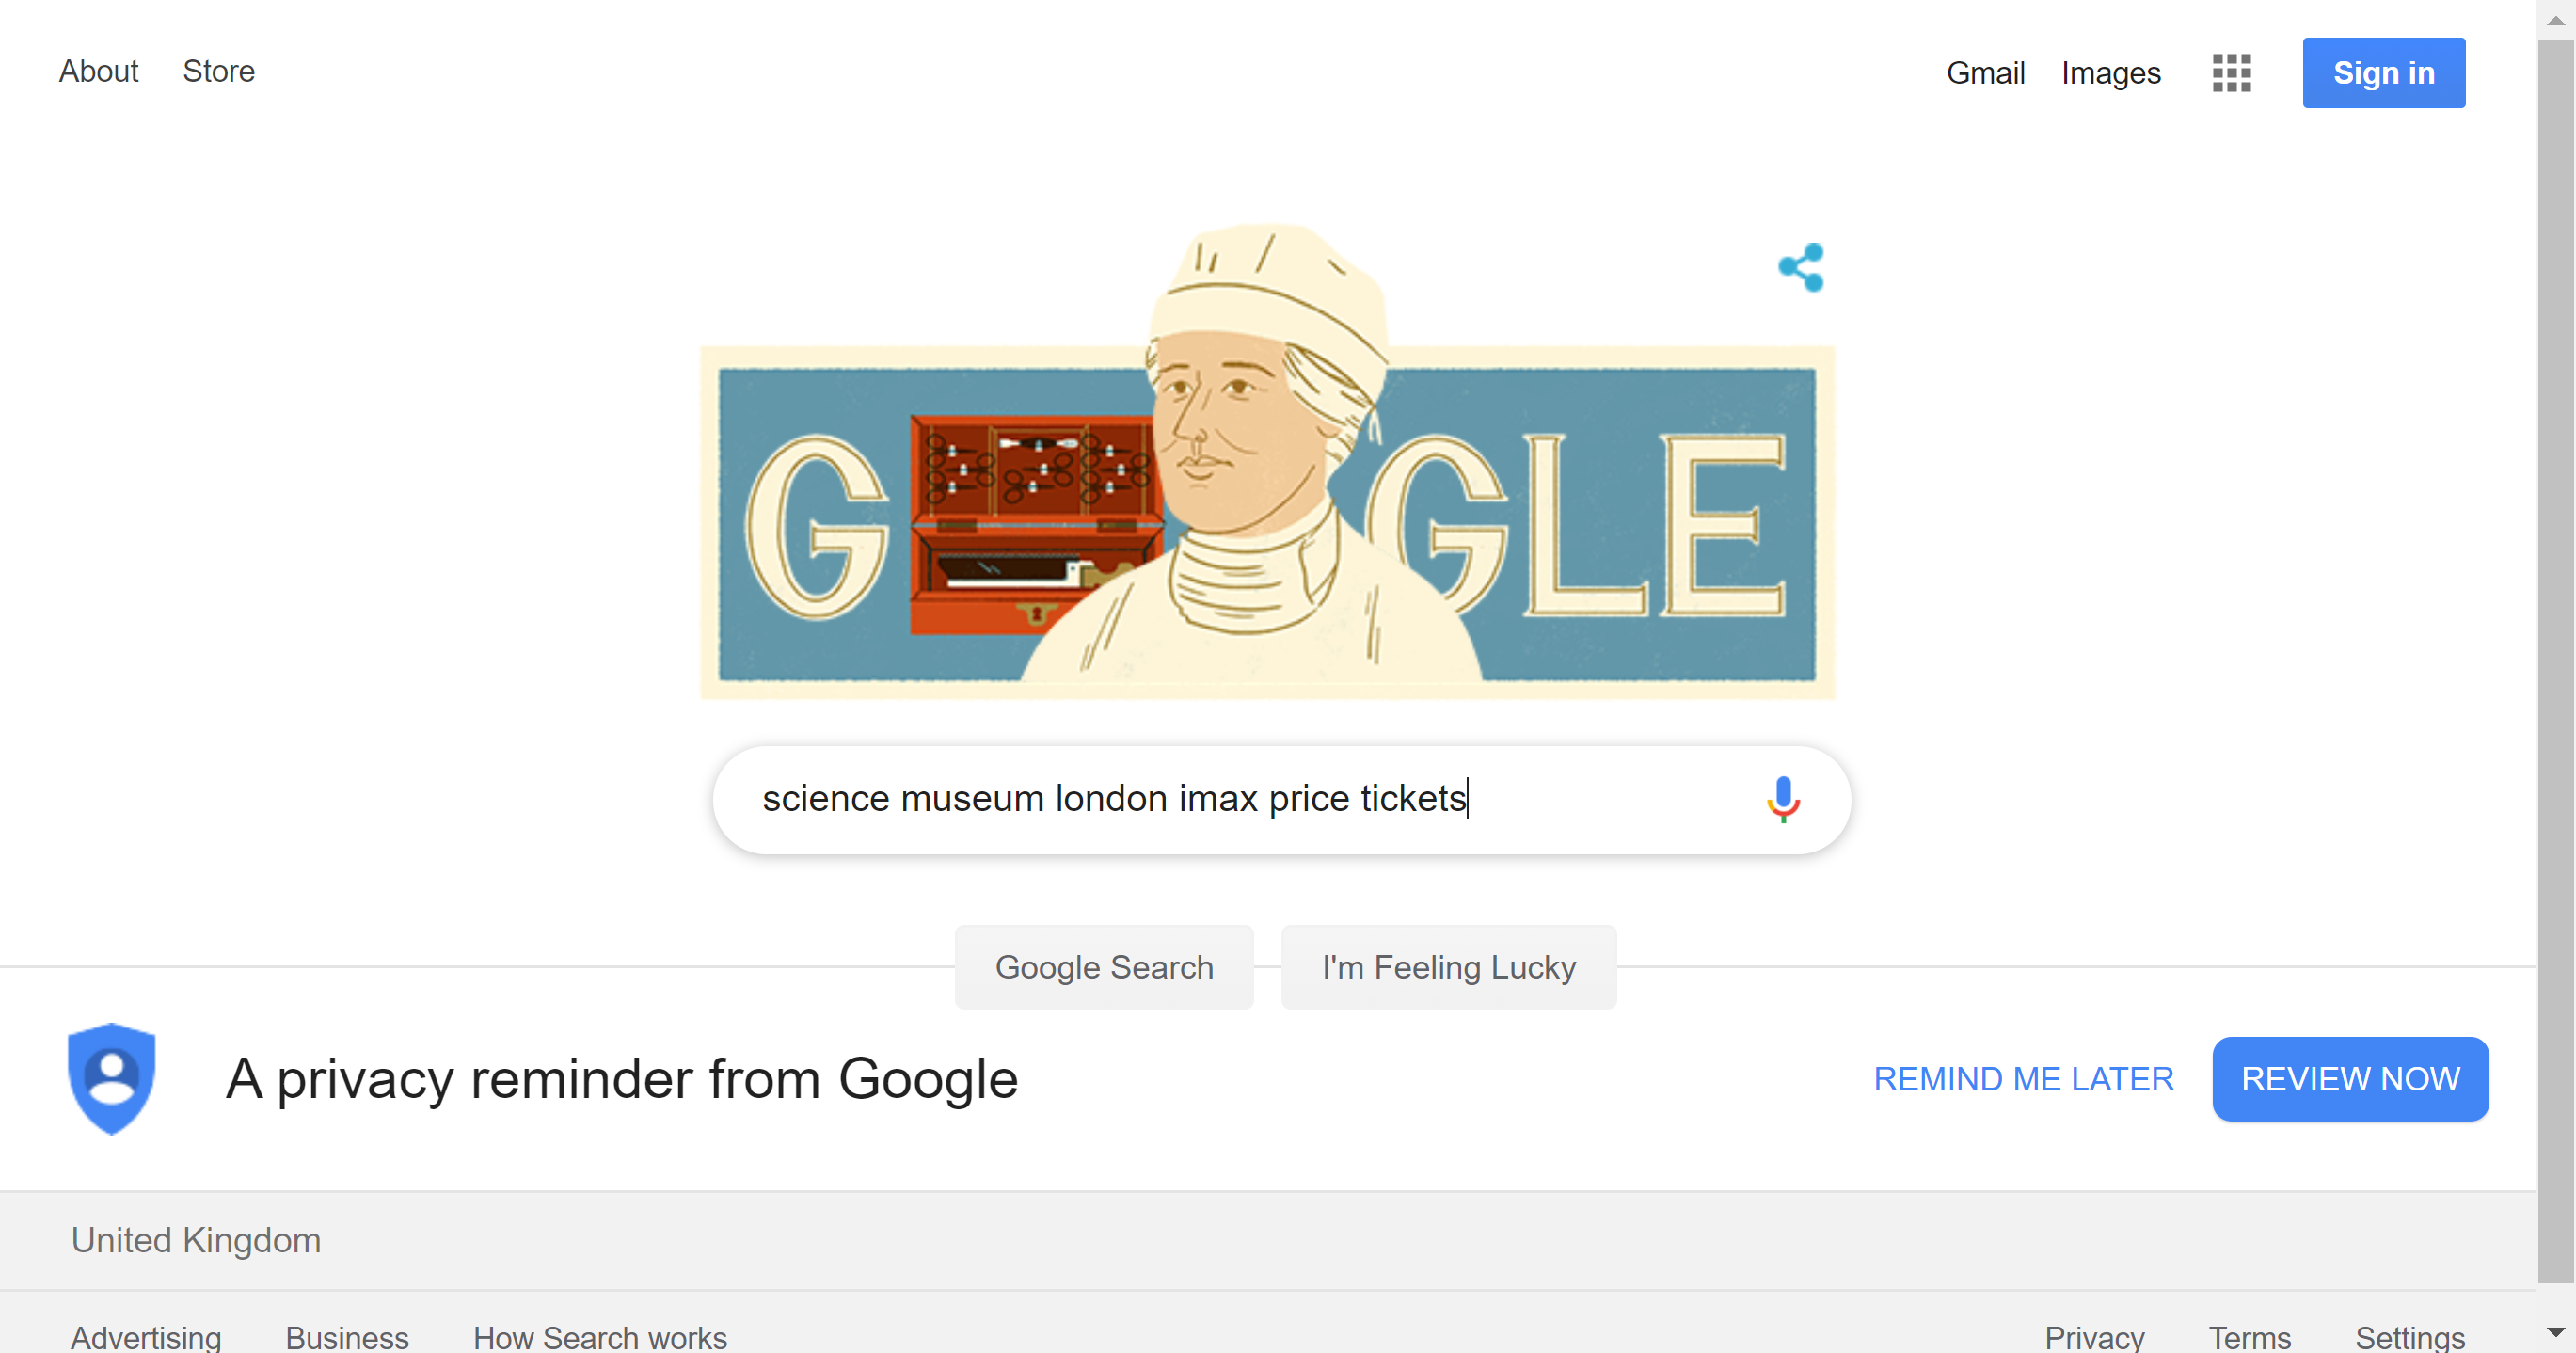 About Store
Gmail Images Sign in
G GLE
science museum london imax price tickets
Google Search I'm Feeling Lucky
A privacy reminder from Google
REMIND ME LATER REVIEW NOW
United Kingdom
Advertising Business How Search works
Privacy Terms Settings